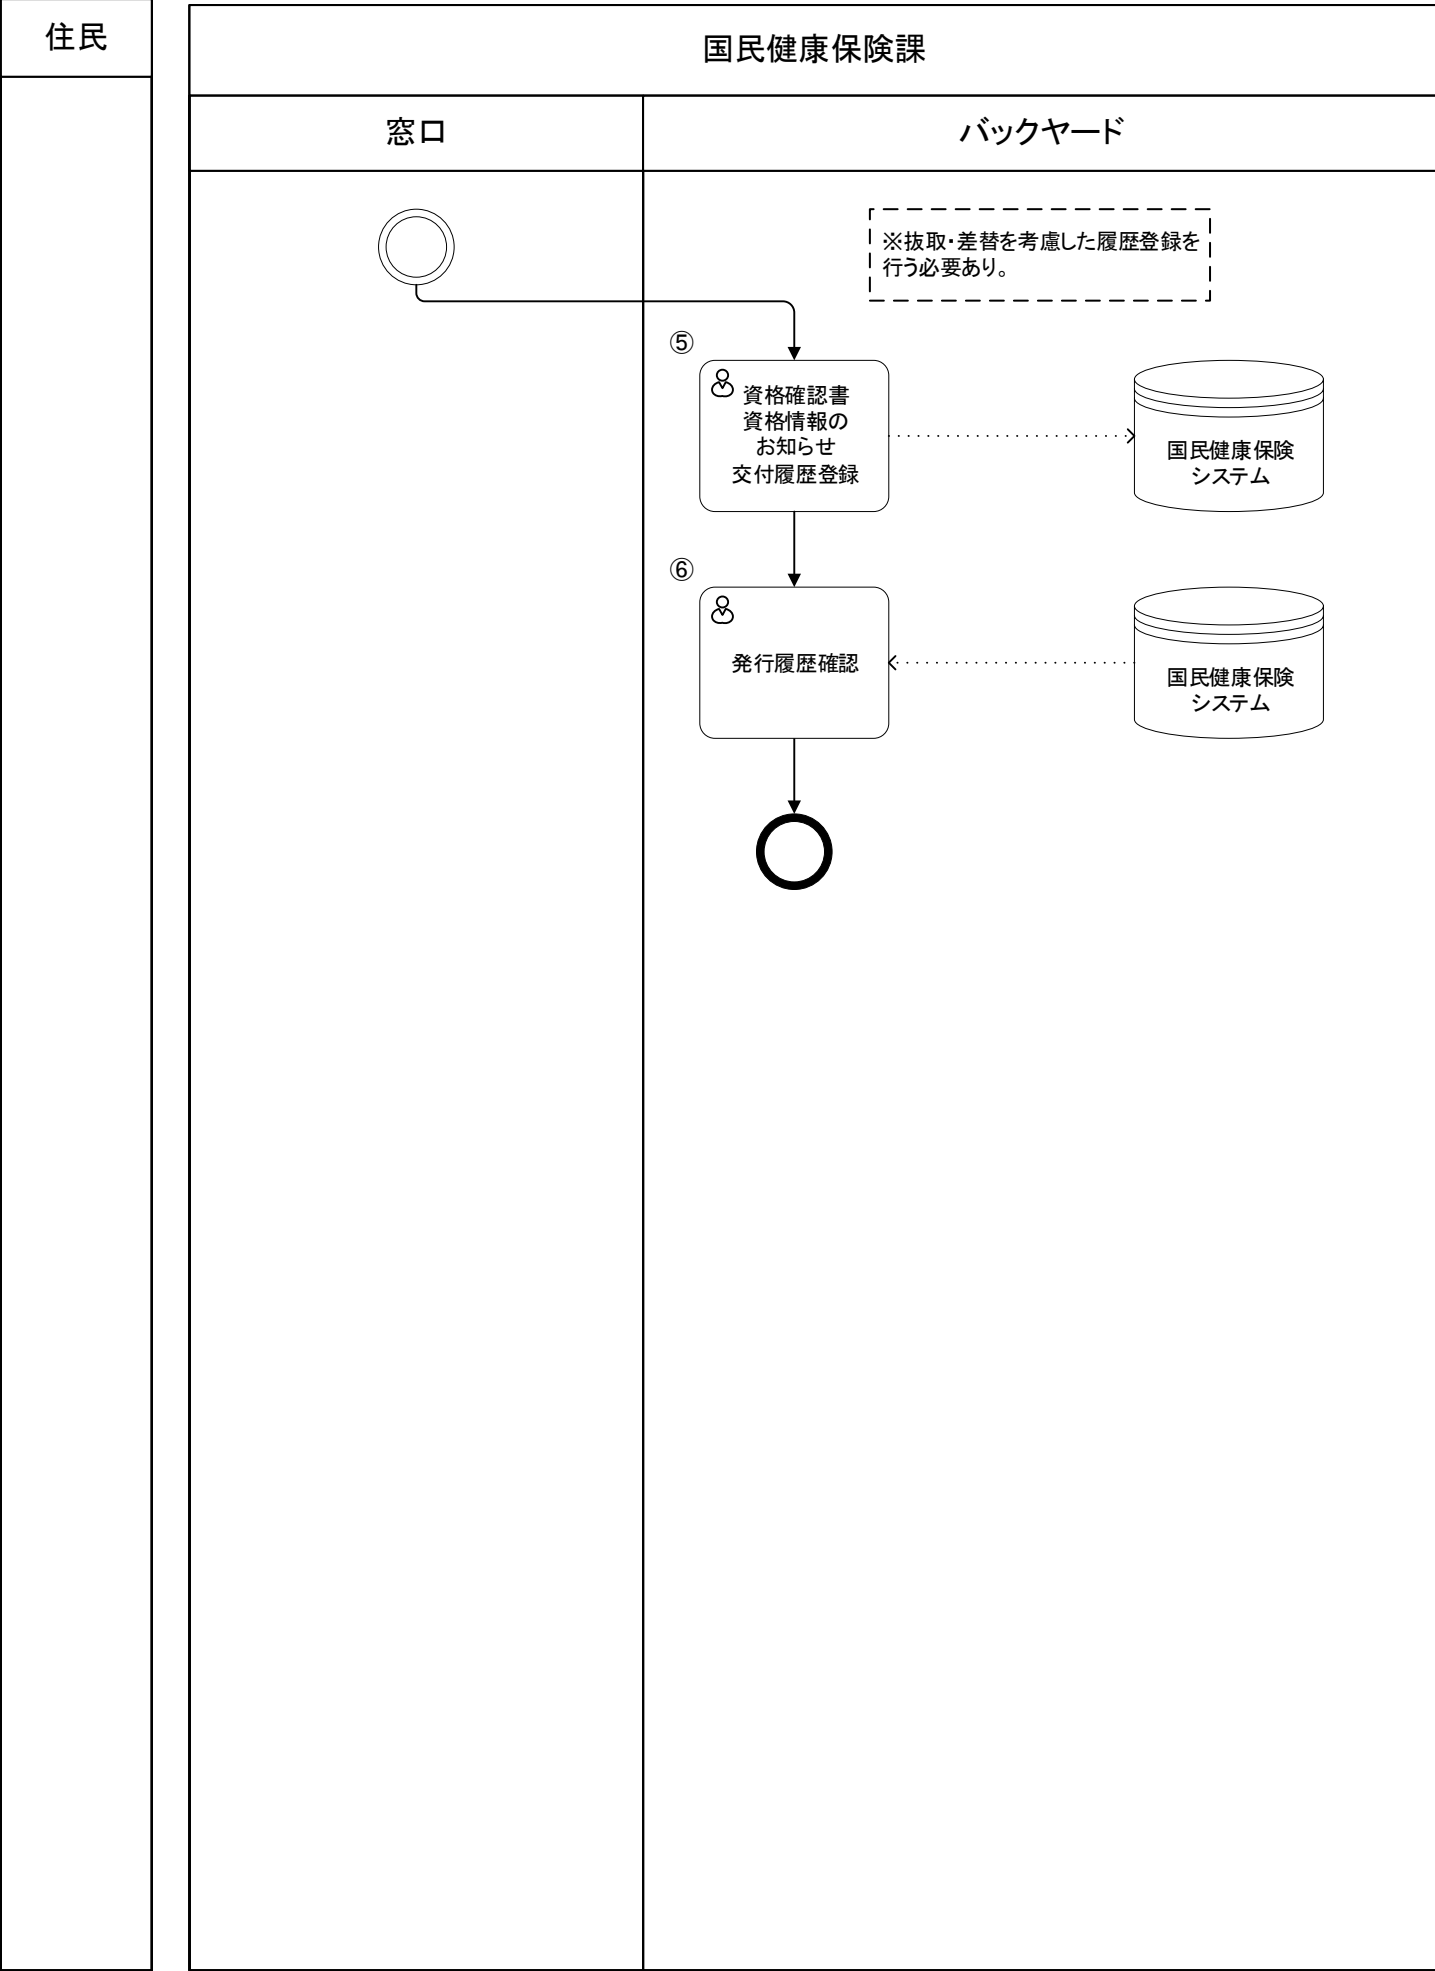 住民
国民健康保険課
窓口
バックヤード
※抜取・差替を考慮した履歴登録を
行う必要あり。
⑤
資格確認書
資格情報の
お知らせ
交付履歴登録
国民健康保険
システム
⑥
発行履歴確認
国民健康保険
システム